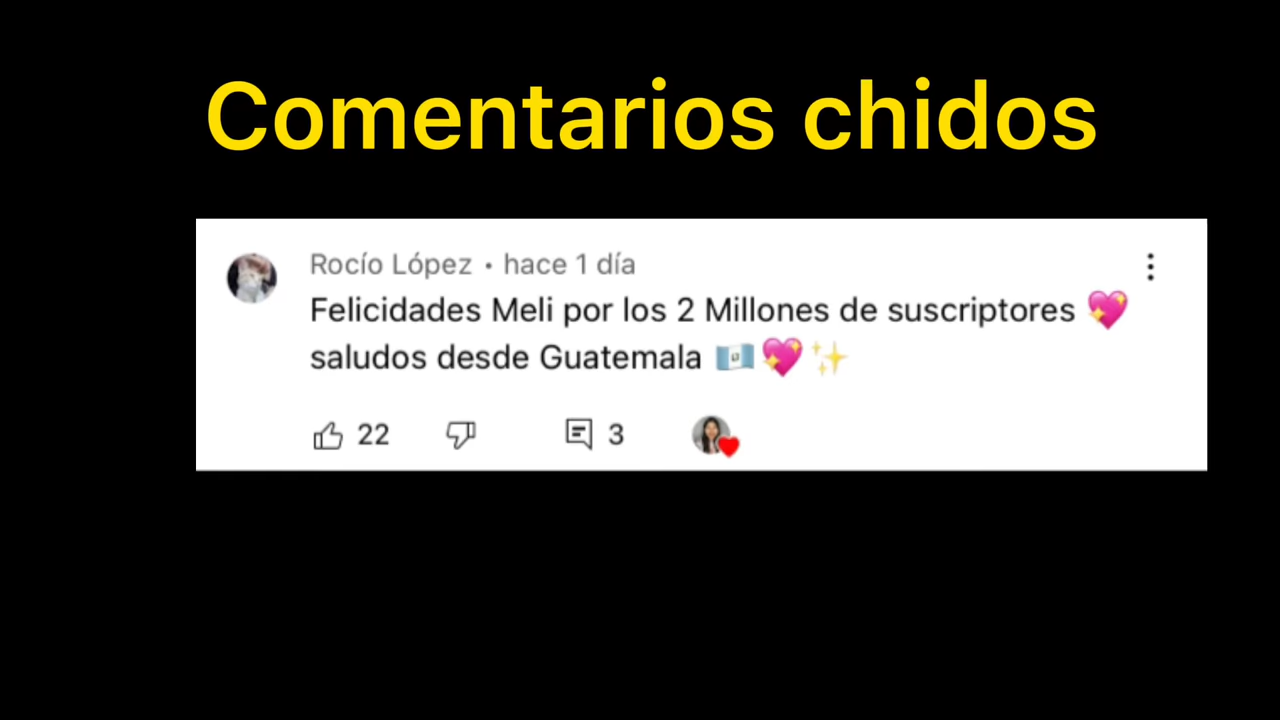 Comentarios chidos
Rocío López • hace 1 día
Felicidades Meli por los 2 Millones de suscriptores 💖
saludos desde Guatemala 🇬🇹💖✨
22 3